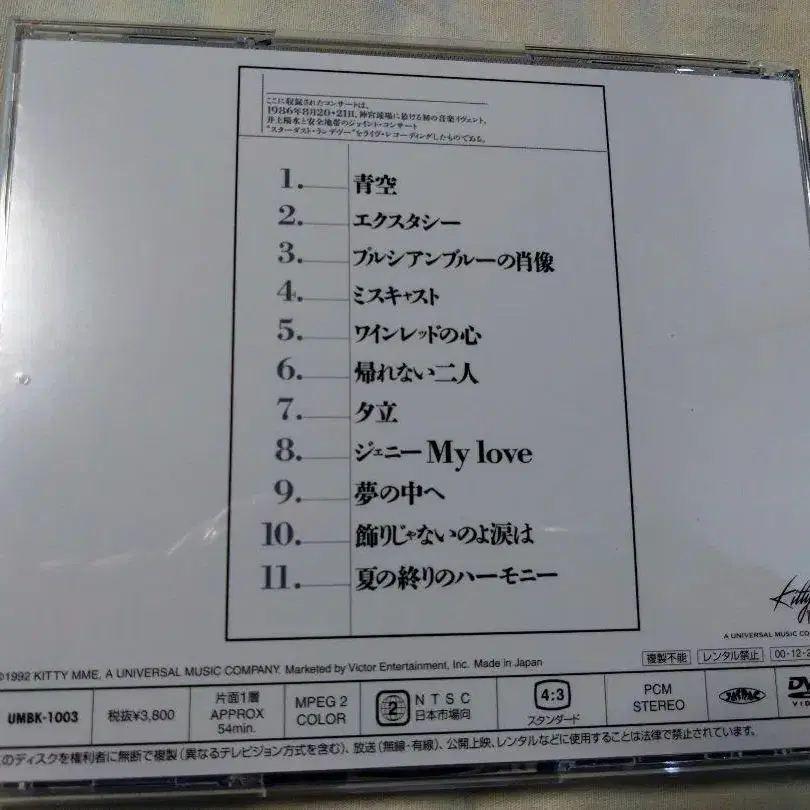 ここに収録されたコンサートは、
1986年8月20・21日、神宮球場に於ける初の音楽イヴェント、
井上陽水と安全地帯のジョイント・コンサート
"スターダスト・ランデヴー"をライヴ・レコーディングしたものである。
1. 青空
2. エクスタシー
3. プルシアンブルーの肖像
4. ミスキャスト
5. ワインレッドの心
6. 帰れない二人
7. 夕立
8. ジェニー My love
9. 夢の中へ
10. 飾りじゃないのよ涙は
11. 夏の終りのハーモニー
Kitty
A UNIVERSAL MUSIC
©1992 KITTY MME, A UNIVERSAL MUSIC COMPANY. Marketed by Victor Entertainment, Inc. Made in Japan
複製不能 レンタル禁止 00-12-2
UMBK-1003
税抜¥3,800
片面1層
APPROX
54min.
MPEG 2
COLOR
2
NTSC
日本市場向
4:3
スタンダード
PCM
STEREO
JASRAC
VIDEO
のディスクを権利者に無断で複製(異なるテレビジョン方式を含む)、放送(無線・有線)、公開上映、レンタルなどに使用することは法律で禁止されています。